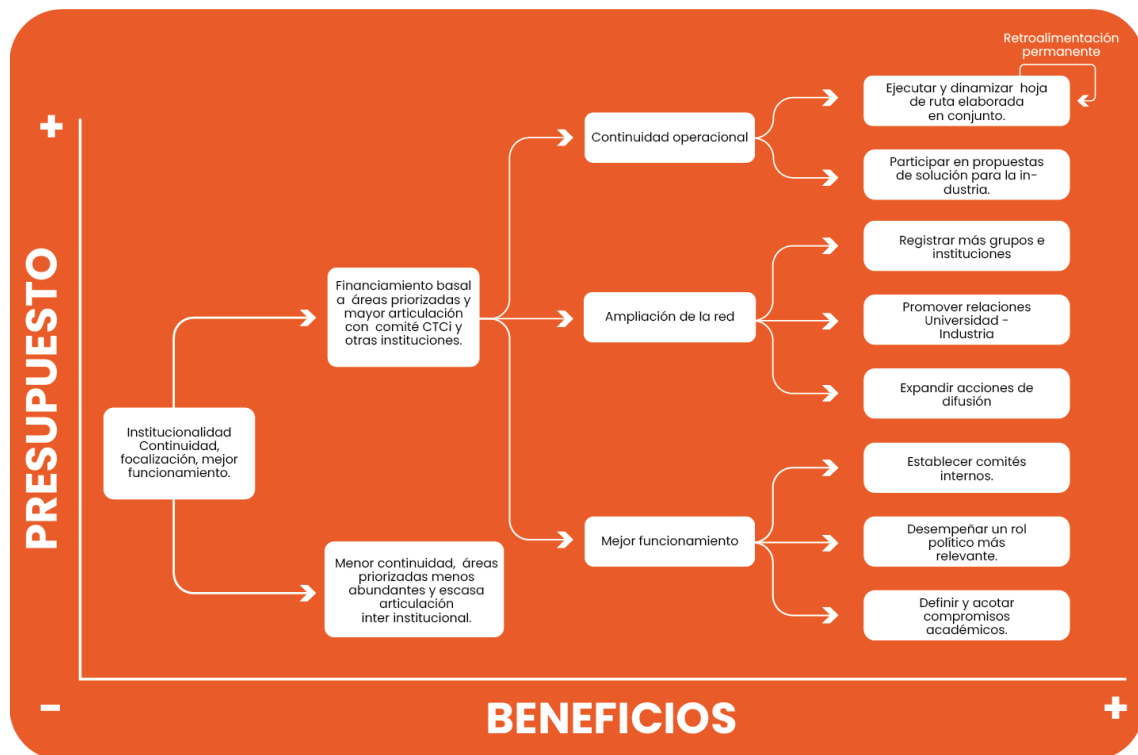 Retroalimentación
permanente
Ejecutar y dinamizar hoja
de ruta elaborada
en conjunto.
+
Continuidad operacional
Participar en propuestas
de solución para la in-
dustria.
Registrar más grupos e
instituciones
Financiamiento basal
a áreas priorizadas y
mayor articulación
con comité CTCi y
otras instituciones.
Ampliación de la red
Promover relaciones
Universidad -
Industria
Expandir acciones de
difusión
PRESUPUESTO
Institucionalidad
Continuidad,
focalización, mejor
funcionamiento.
Establecer comités
internos.
Mejor funcionamiento
Desempeñar un rol
político más
relevante.
Menor continuidad, áreas
priorizadas menos
abundantes y escasa
articulación
inter institucional.
Definir y acotar
compromisos
académicos.
-
BENEFICIOS
+